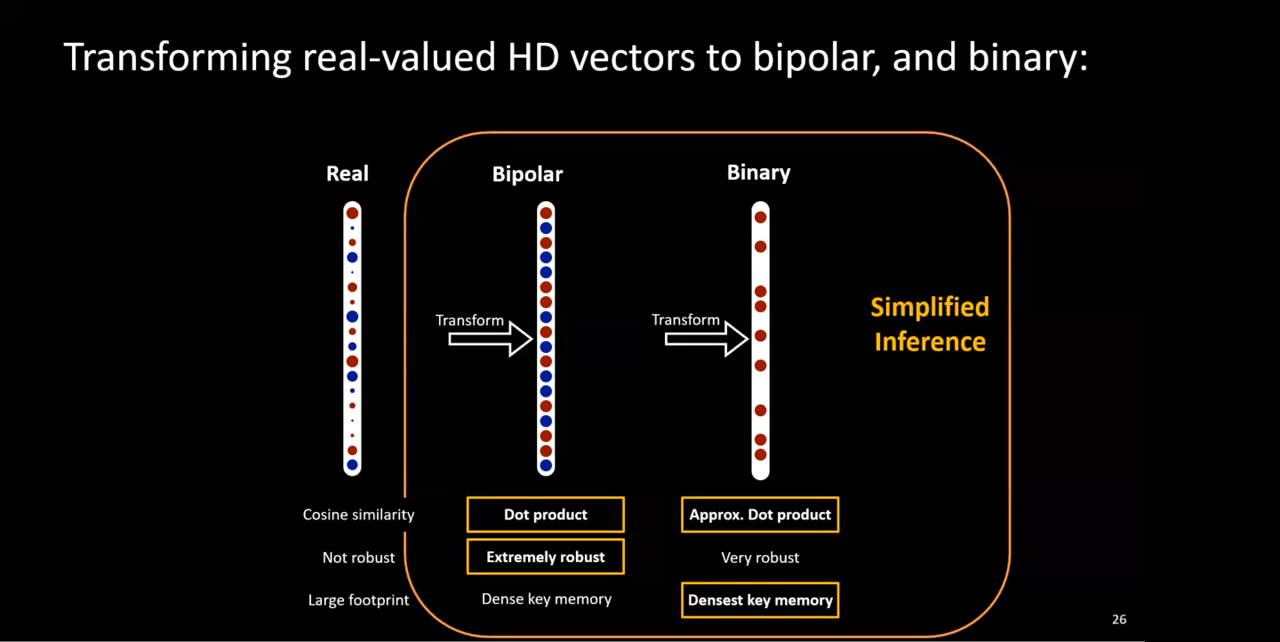 Transforming real-valued HD vectors to bipolar, and binary:
Real
Bipolar
Binary
Transform
Transform
Simplified
Inference
Cosine similarity
Dot product
Approx. Dot product
Not robust
Extremely robust
Very robust
Large footprint
Dense key memory
Densest key memory
26